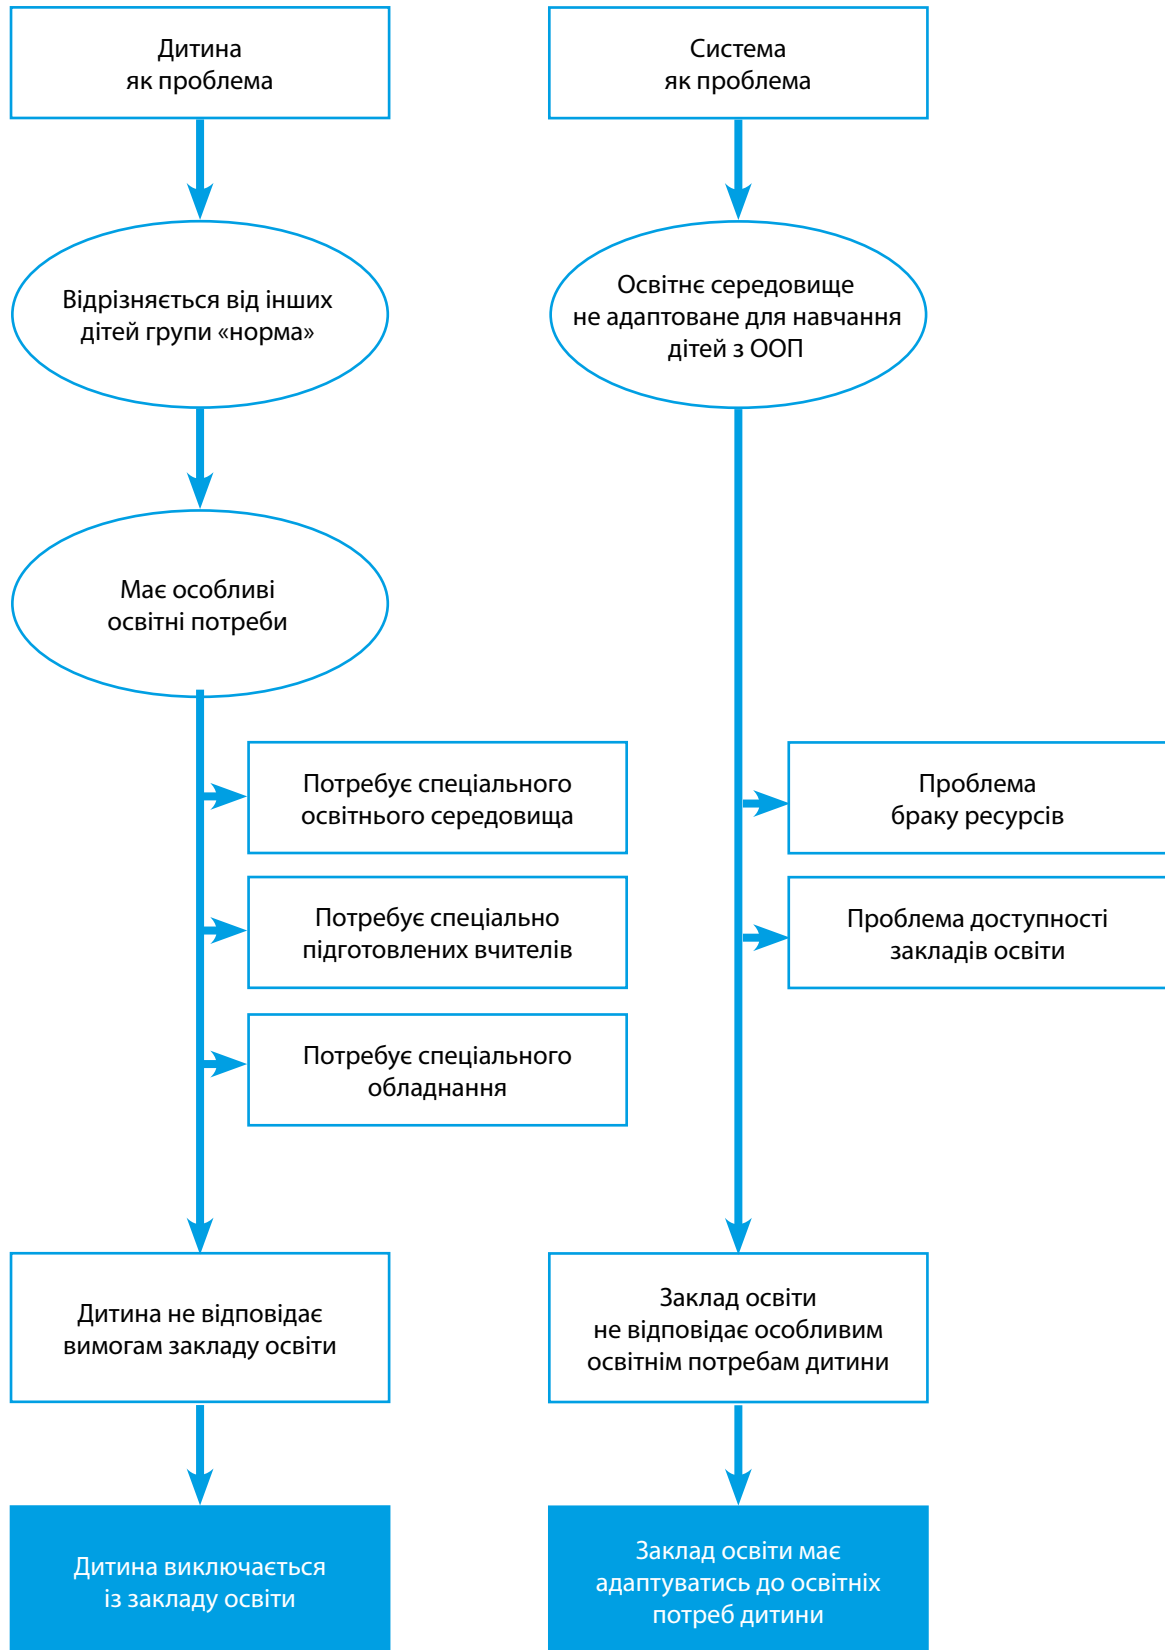 Дитина
як проблема
Відрізняється від інших
дітей групи «норма»
Має особливі
освітні потреби
Потребує спеціального
освітнього середовища
Потребує спеціально
підготовлених вчителів
Потребує спеціального
обладнання
Дитина не відповідає
вимогам закладу освіти
Дитина виключається
із закладу освіти
Система
як проблема
Освітнє середовище
не адаптоване для навчання
дітей з ООП
Проблема
браку ресурсів
Проблема доступності
закладів освіти
Заклад освіти
не відповідає особливим
освітнім потребам дитини
Заклад освіти має
адаптуватись до освітніх
потреб дитини